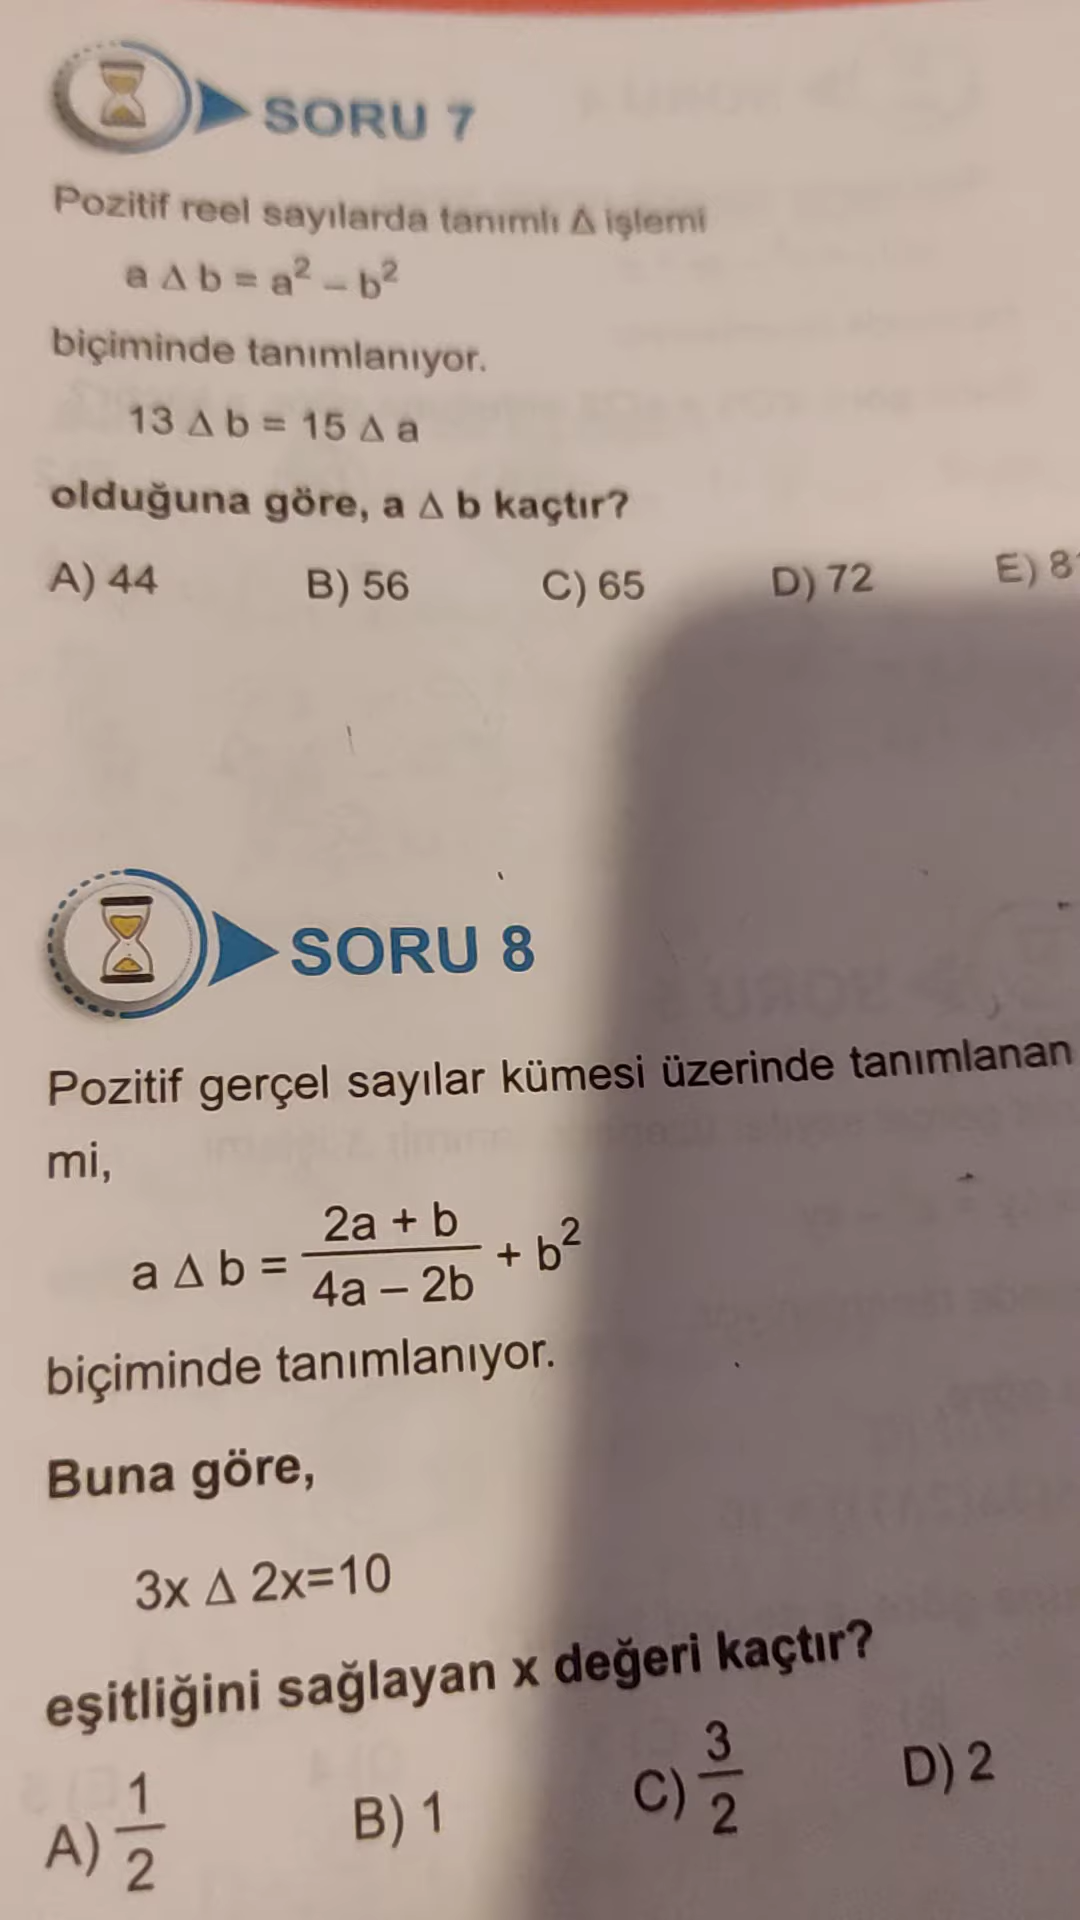 SORU 7
Pozitif reel sayılarda tanımlı Δ işlemi
a Δ b = a² – b²
biçiminde tanımlanıyor.
13 Δ b = 15 Δ a
olduğuna göre, a Δ b kaçtır?
A) 44 B) 56 C) 65 D) 72 E) 8
SORU 8
Pozitif gerçel sayılar kümesi üzerinde tanımlanan
mi,
a Δ b = (2a + b)/(4a – 2b) + b²
biçiminde tanımlanıyor.
Buna göre,
3x Δ 2x=10
eşitliğini sağlayan x değeri kaçtır?
A) 1/2 B) 1 C) 3/2 D) 2